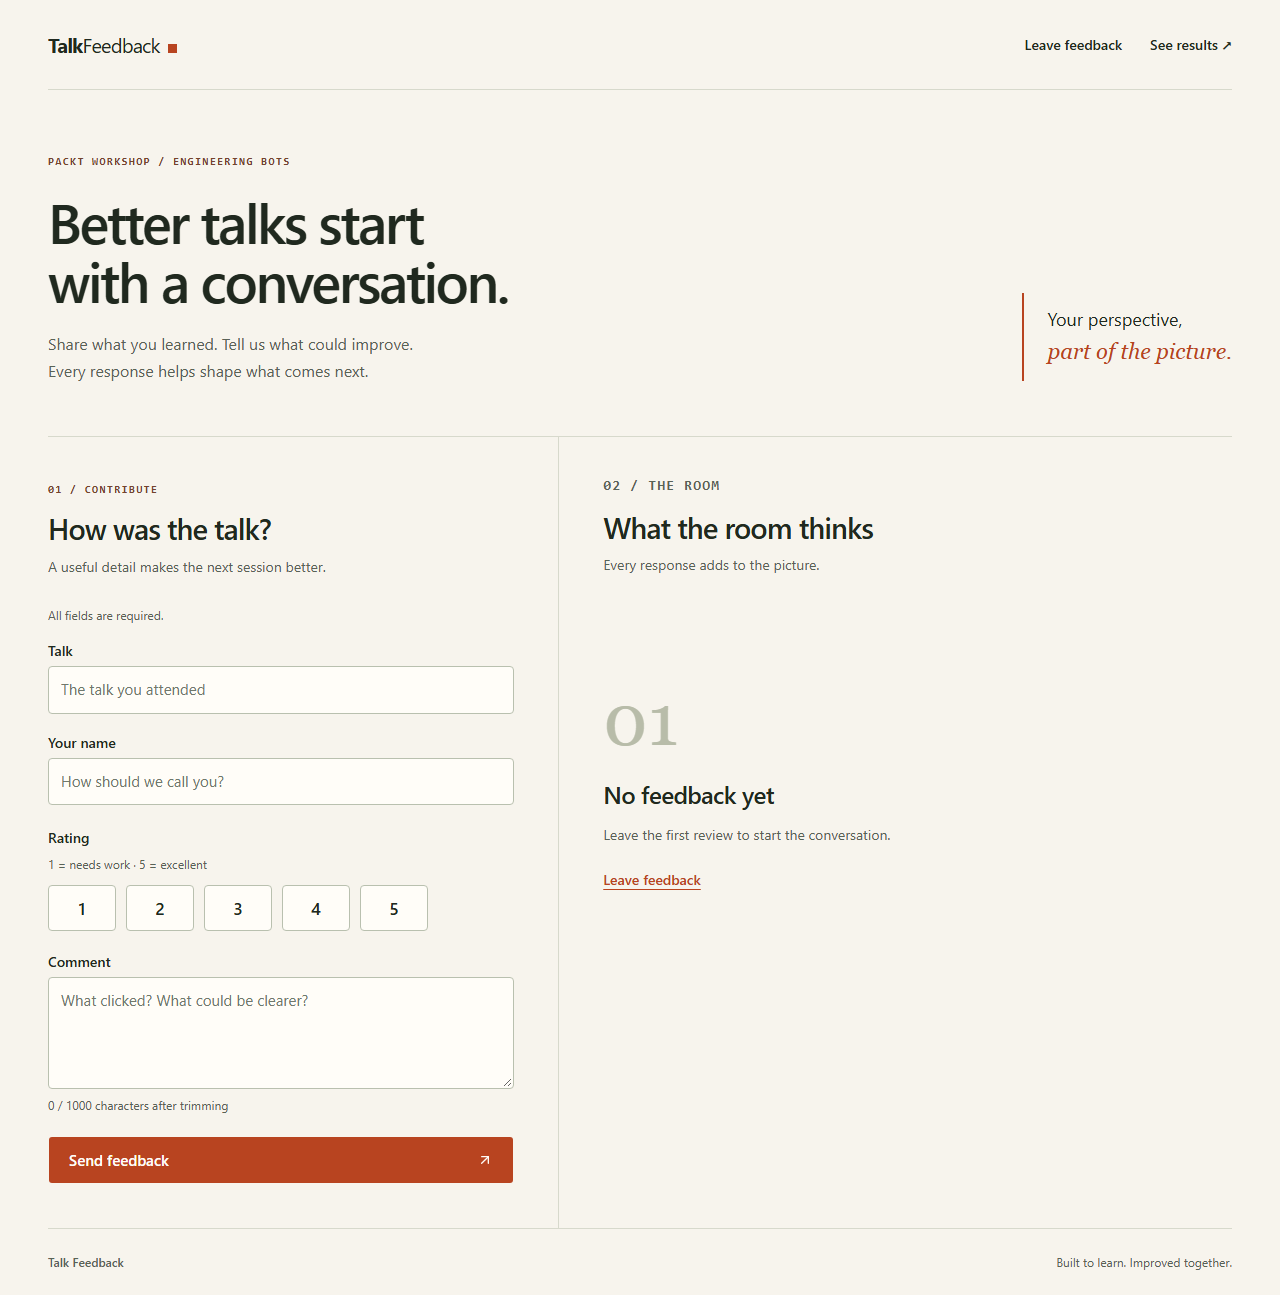 TalkFeedback
Leave feedback
See results ↗
PACKT WORKSHOP / ENGINEERING BOTS
Better talks start
with a conversation.
Share what you learned. Tell us what could improve.
Every response helps shape what comes next.
Your perspective,
part of the picture.
01 / CONTRIBUTE
How was the talk?
A useful detail makes the next session better.
All fields are required.
Talk
The talk you attended
Your name
How should we call you?
Rating
1 = needs work · 5 = excellent
1 2 3 4 5
Comment
What clicked? What could be clearer?
0 / 1000 characters after trimming
Send feedback
02 / THE ROOM
What the room thinks
Every response adds to the picture.
01
No feedback yet
Leave the first review to start the conversation.
Leave feedback
Talk Feedback
Built to learn. Improved together.